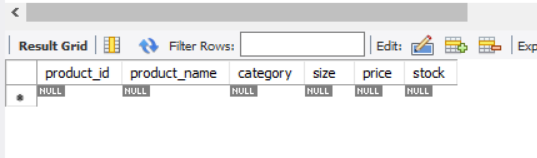 Result Grid Filter Rows: Edit: Exp
product_id product_name category size price stock
NULL NULL NULL NULL NULL NULL